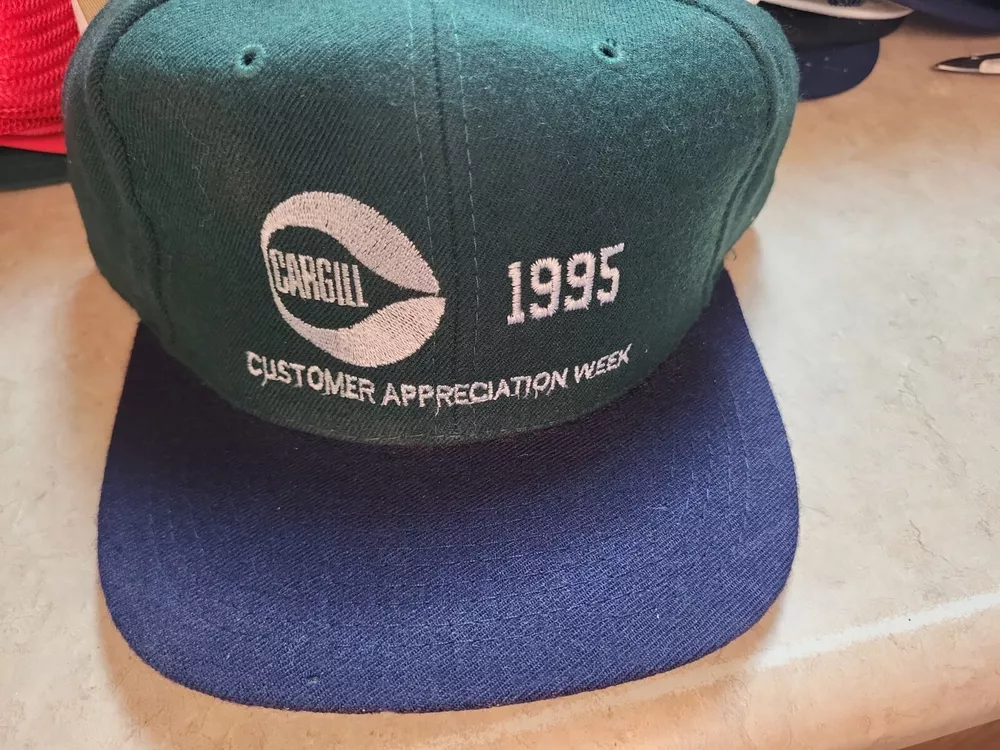 CARGILL
1995
CUSTOMER APPRECIATION WEEK